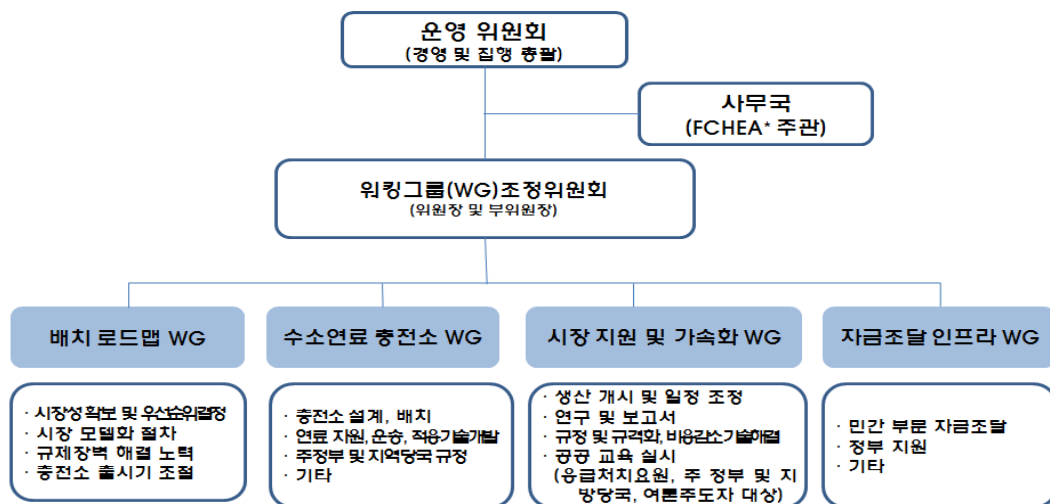 운영 위원회
(경영 및 집행 총괄)
사무국
(FCHEA* 주관)
워킹그룹(WG)조정위원회
(위원장 및 부위원장)
배치 로드맵 WG
· 시장성 확보 및 우선순위결정
· 시장 모델화 절차
· 규제장벽 해결 노력
· 충전소 출시기 조절
수소연료 충전소 WG
· 충전소 설계, 배치
· 연료 지원, 운송, 적용기술개발
· 주정부 및 지역당국 규정
· 기타
시장 지원 및 가속화 WG
· 생산 개시 및 일정 조정
· 연구 및 보고서
· 규정 및 규격화, 비용감소기술해결
· 공공 교육 실시
(응급처치요원, 주 정부 및 지
방당국, 여론주도자 대상)
자금조달 인프라 WG
· 민간 부문 자금조달
· 정부 지원
· 기타